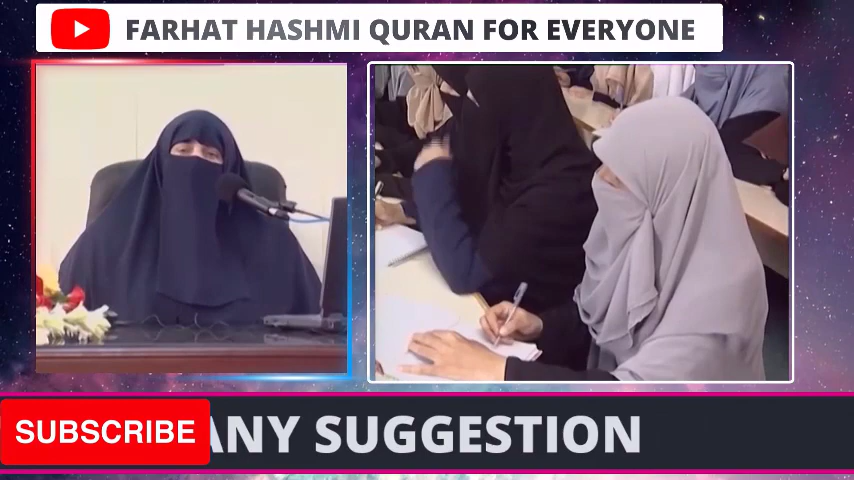 FARHAT HASHMI QURAN FOR EVERYONE
SUBSCRIBE ANY SUGGESTION